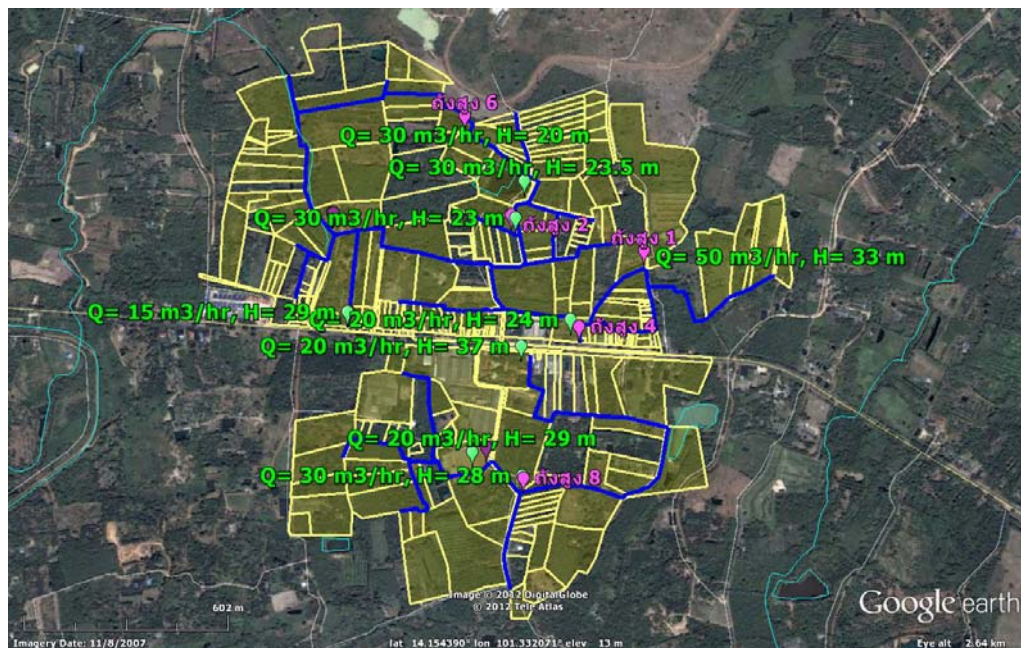 ถังสูง 6
Q= 30 m3/hr, H= 20 m
Q= 30 m3/hr, H= 23.5 m
Q= 30 m3/hr, H= 23 m
ถังสูง 2
ถังสูง 1
Q= 50 m3/hr, H= 33 m
Q= 15 m3/hr, H= 29 m
Q= 20 m3/hr, H= 24 m
ถังสูง 4
Q= 20 m3/hr, H= 37 m
Q= 20 m3/hr, H= 29 m
Q= 30 m3/hr, H= 28 m
ถังสูง 8
Image © 2012 DigitalGlobe
© 2012 Tele Atlas
602 m
Google earth
Imagery Date: 11/8/2007
lat 14.154390° lon 101.332071° elev 13 m
Eye alt 2.64 km